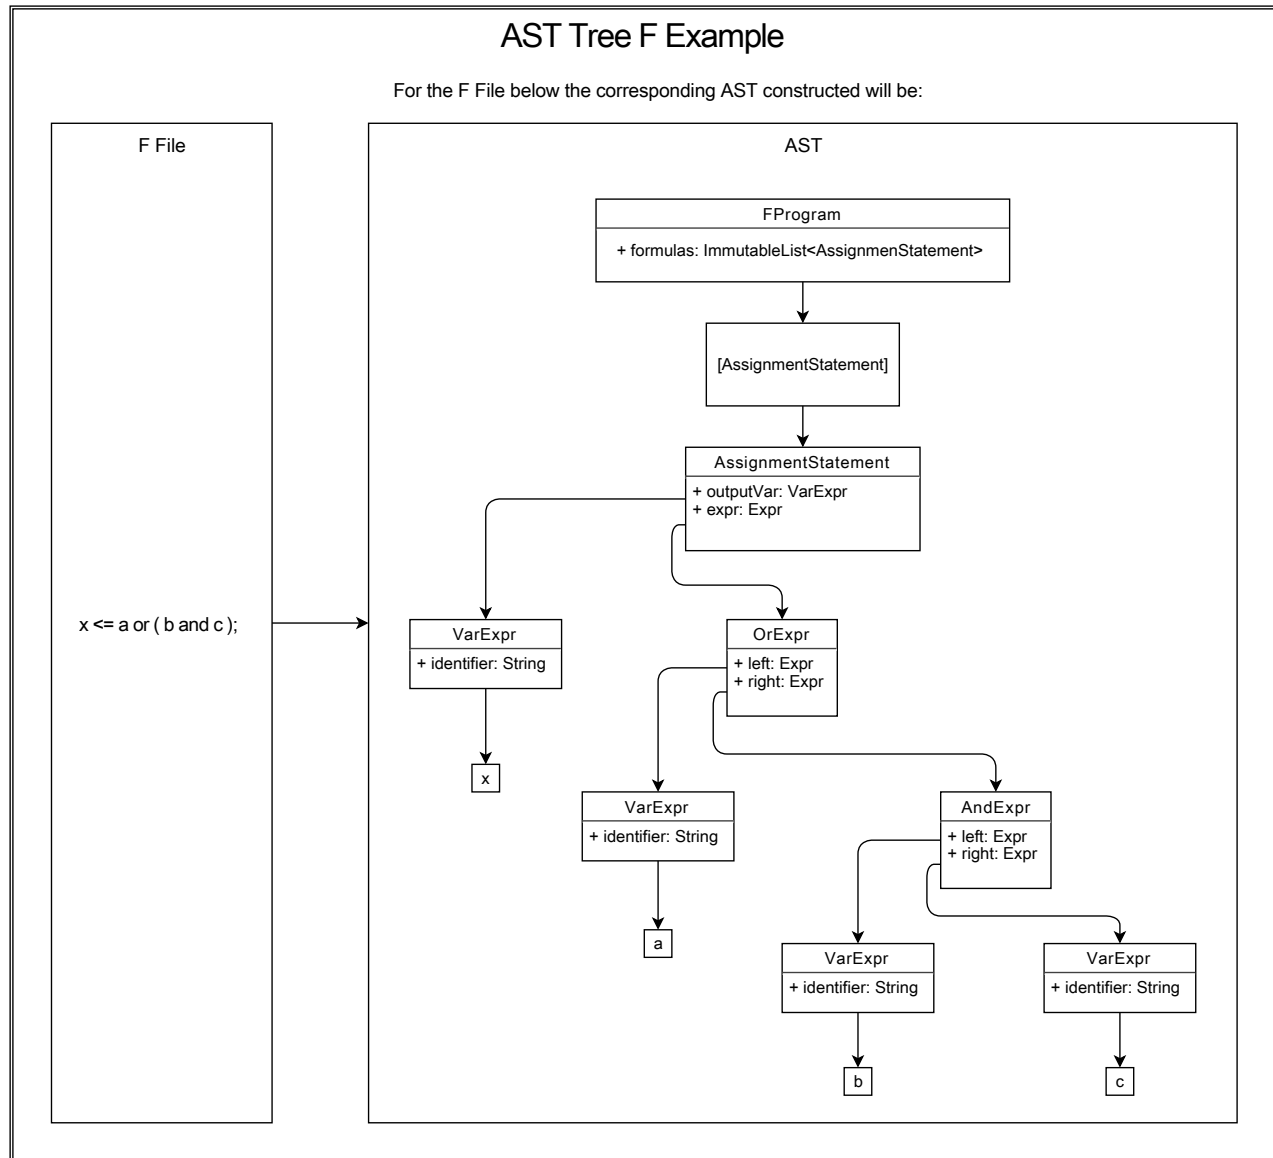 AST Tree F Example
For the F File below the corresponding AST constructed will be:
F File
x <= a or ( b and c );
AST
FProgram
+ formulas: ImmutableList<AssignmenStatement>
[AssignmentStatement]
AssignmentStatement
+ outputVar: VarExpr
+ expr: Expr
VarExpr
+ identifier: String
x
OrExpr
+ left: Expr
+ right: Expr
VarExpr
+ identifier: String
a
AndExpr
+ left: Expr
+ right: Expr
VarExpr
+ identifier: String
b
VarExpr
+ identifier: String
c